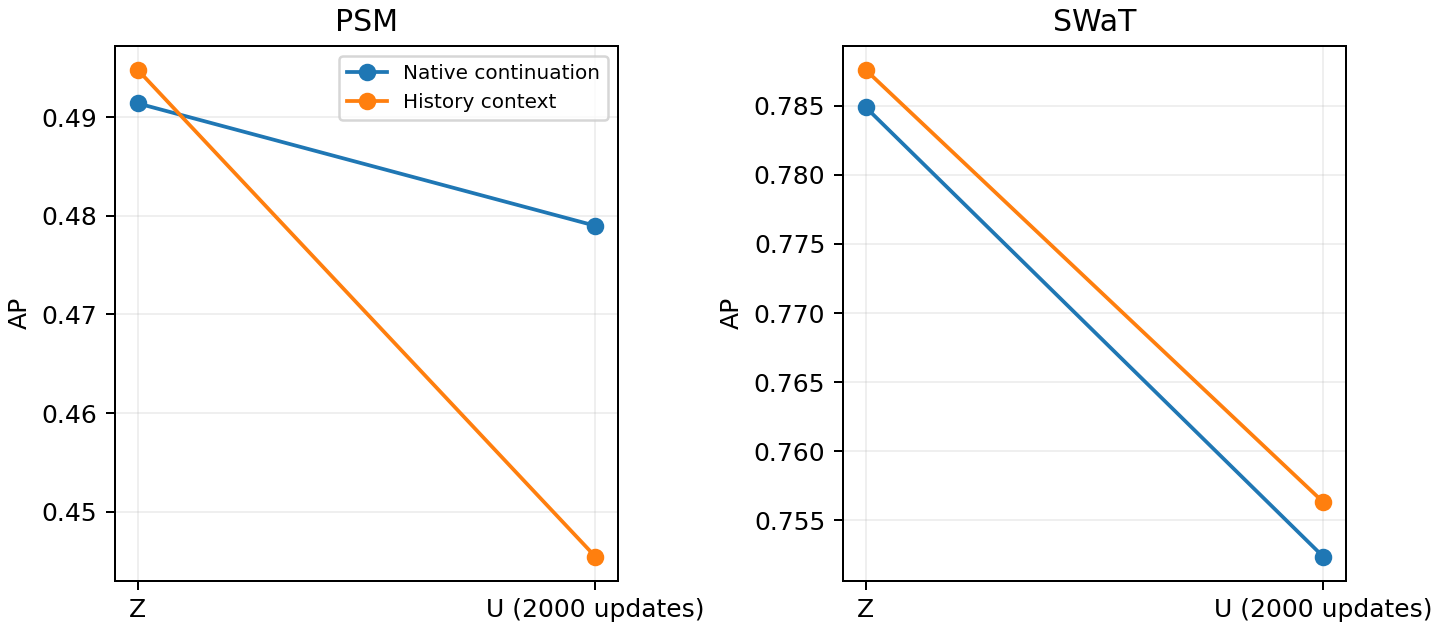 PSM
Native continuation
History context
AP
0.49
0.48
0.47
0.46
0.45
Z
U (2000 updates)
SWaT
AP
0.785
0.780
0.775
0.770
0.765
0.760
0.755
Z
U (2000 updates)